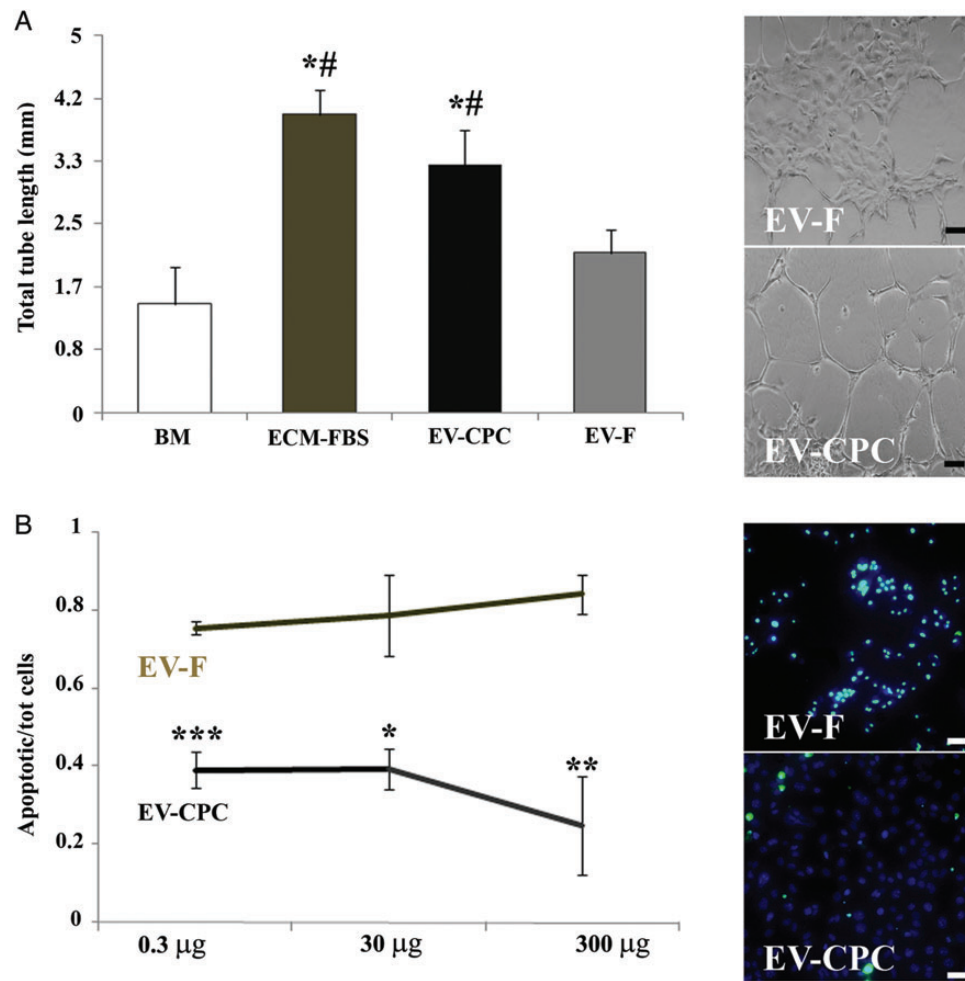 A
Total tube length (mm)
5
4.2
3.3
2.5
1.7
0.8
0
*#
*#
BM
ECM-FBS
EV-CPC
EV-F
EV-F
EV-CPC
B
Apoptotic/tot cells
1
0.8
0.6
0.4
0.2
0
EV-F
***
*
**
EV-CPC
0.3 µg
30 µg
300 µg
EV-F
EV-CPC